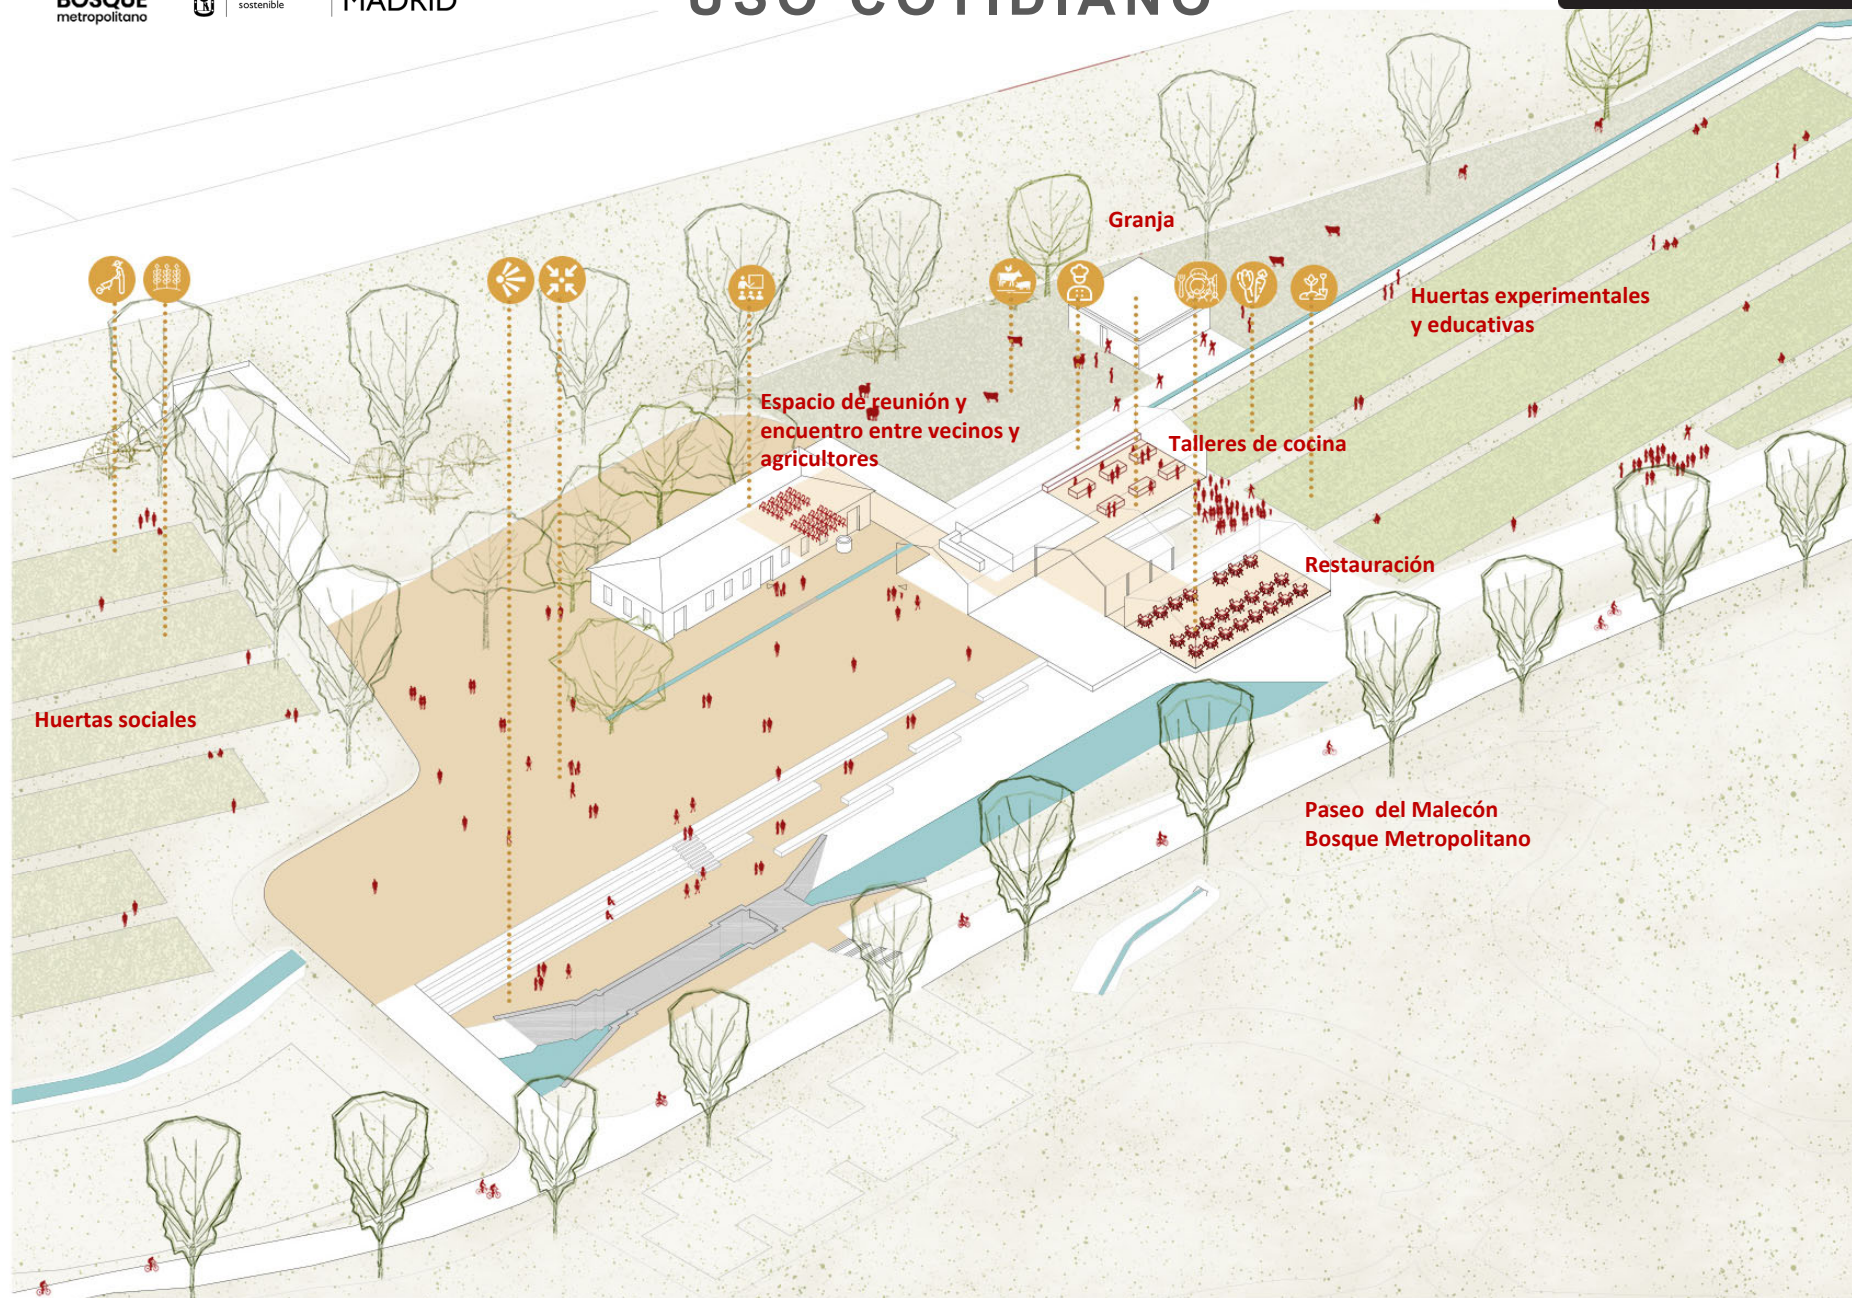 BOSQUE
metropolitano
sostenible
MADRID
USO COTIDIANO
Granja
Huertas experimentales
y educativas
Espacio de reunión y
encuentro entre vecinos y
agricultores
Talleres de cocina
Restauración
Huertas sociales
Paseo del Malecón
Bosque Metropolitano